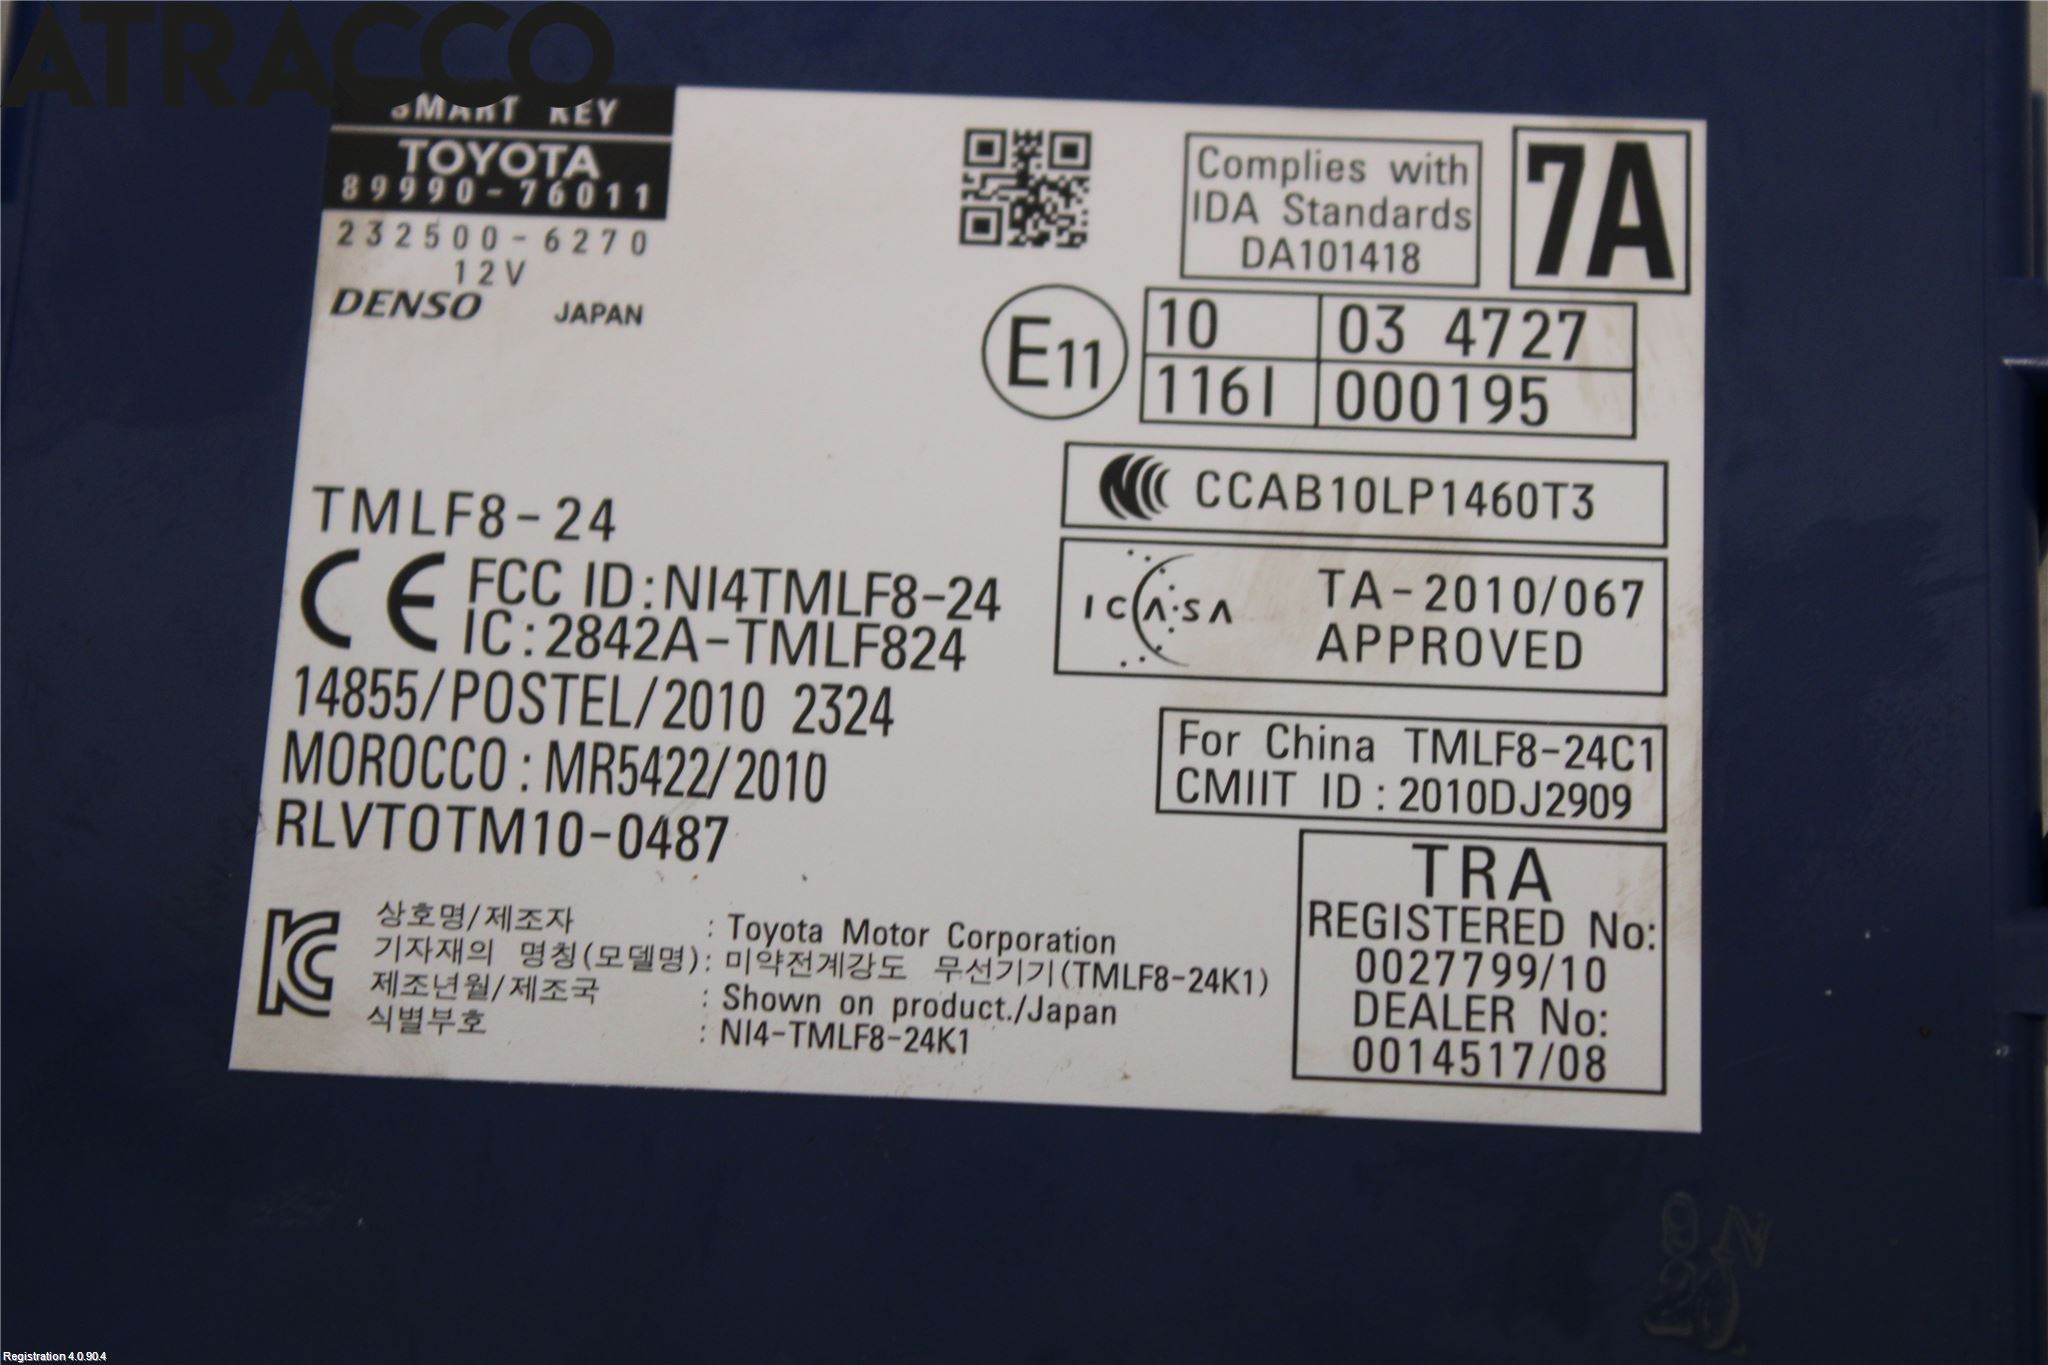 ATRACCO
SMART KEY
TOYOTA
89990-76011
232500-6270
12V
DENSO JAPAN
Complies with
IDA Standards
DA101418
7A
E11
10 03 4727
116I 000195
CCAB10LP1460T3
ICASA
TA-2010/067
APPROVED
TMLF8-24
CE FCC ID:NI4TMLF8-24
IC:2842A-TMLF824
14855/POSTEL/2010 2324
MOROCCO:MR5422/2010
RLVTOTM10-0487
For China TMLF8-24C1
CMIIT ID:2010DJ2909
TRA
REGISTERED No:
0027799/10
DEALER No:
0014517/08
상호명/제조자 : Toyota Motor Corporation
기자재의 명칭(모델명): 미약전계강도 무선기기(TMLF8-24K1)
제조년월/제조국 : Shown on product./Japan
식별부호 : NI4-TMLF8-24K1
Registration 4.0.90.4